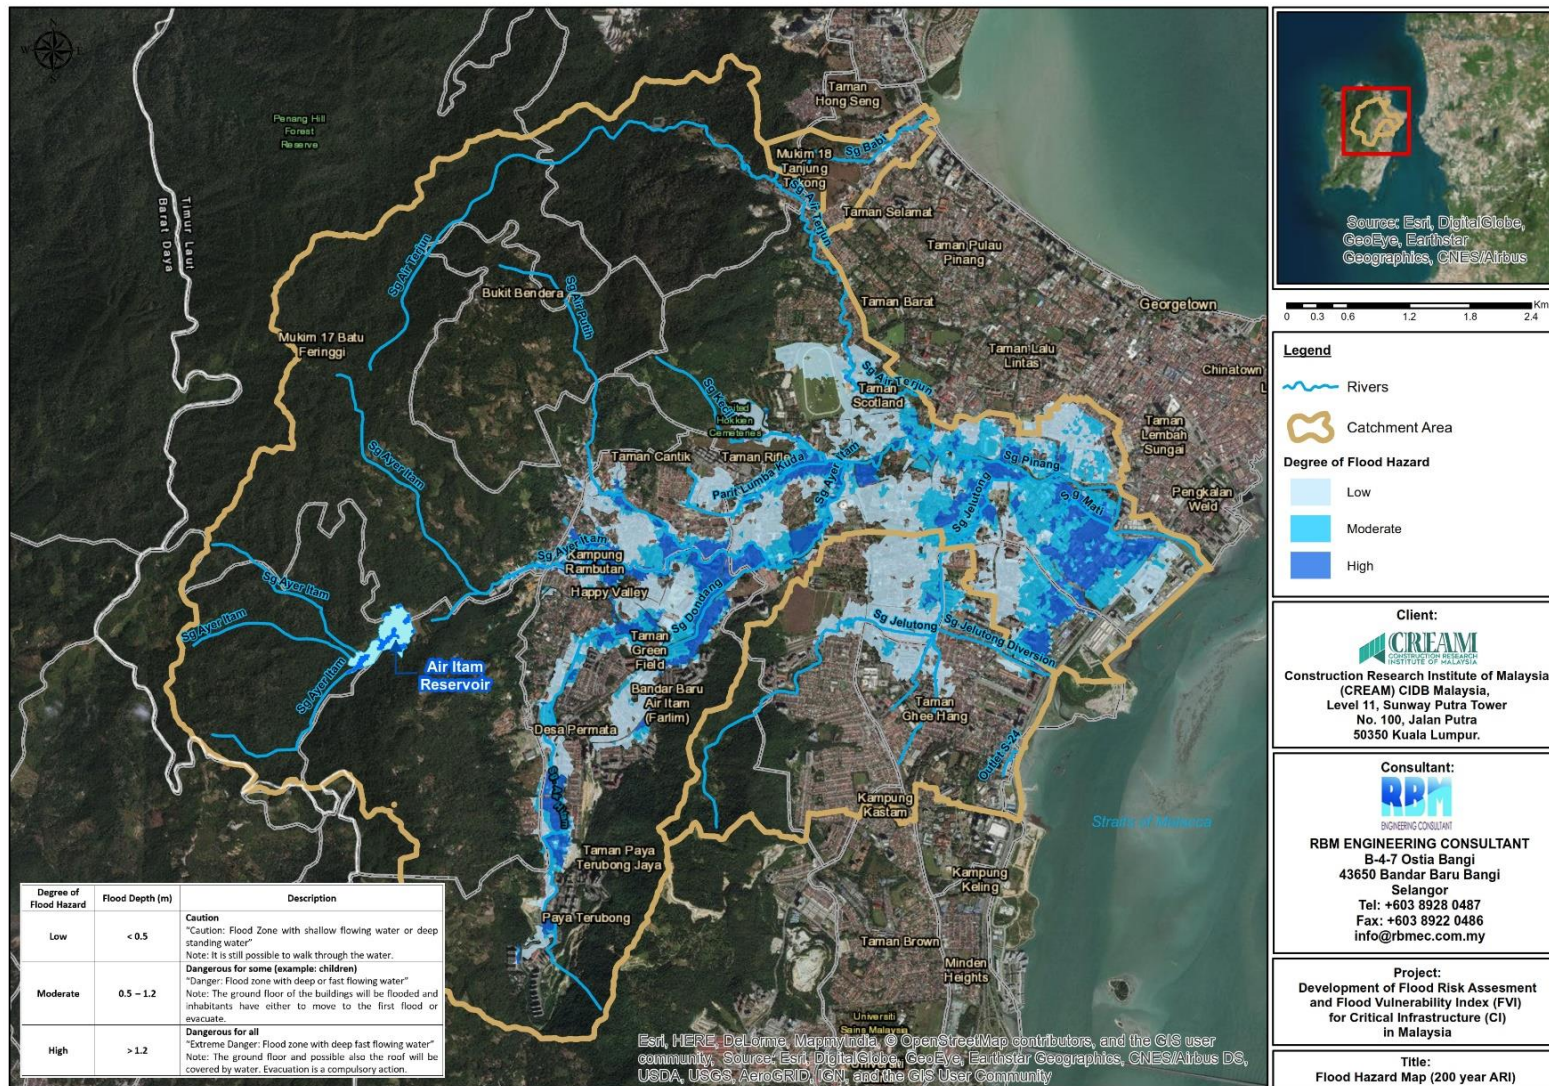 W
E
S
Penang Hill
Forest
Reserve
Timur Laut
Barat Daya
Taman
Hong Seng
Sg Babi
Mukim 18
Tanjung
Tokong
Sg Air Terjun
Taman Selamat
Taman Pulau
Pinang
Sg Air Terjun
Bukit Bendera
Sg Air Putih
Taman Barat
Georgetown
Mukim 17 Batu
Feringgi
Taman Lalu
Lintas
Chinatown
Sg Air Terjun
Taman
Scotland
Sg Kecil
United
Hokkien
Cemeteries
Taman
Lembah
Sungai
Taman Cantik
Taman Rifle
Sg Ayer Itam
Parit Lumba Kuda
Sg Ayer Itam
Sg Pinang
Sg Mati
Pengkalan
Weld
Sg Jelutong
Sg Ayer Itam
Kampung
Rambutan
Happy Valley
Sg Ayer Itam
Sg Ayer Itam
Sg Ayer Itam
Sg Dondang
Taman
Green
Field
Sg Jelutong
Sg Jelutong Diversion
Air Itam
Reservoir
Bandar Baru
Air Itam
(Farlim)
Desa Permata
Taman
Ghee Hang
Outlet S-24
Kampung
Kastam
Straits of Malacca
Taman Paya
Terubong Jaya
Kampung
Keling
Paya Terubong
Taman Brown
Minden
Heights
Universiti
Sains Malaysia
Degree of
Flood Hazard
Flood Depth (m)
Description
Low
< 0.5
Caution
"Caution: Flood Zone with shallow flowing water or deep
standing water"
Note: It is still possible to walk through the water.
Moderate
0.5 – 1.2
Dangerous for some (example: children)
"Danger: Flood zone with deep or fast flowing water"
Note: The ground floor of the buildings will be flooded and
inhabitants have either to move to the first flood or
evacuate.
High
> 1.2
Dangerous for all
"Extreme Danger: Flood zone with deep fast flowing water"
Note: The ground floor and possible also the roof will be
covered by water. Evacuation is a compulsory action.
Esri, HERE, DeLorme, MapmyIndia, © OpenStreetMap contributors, and the GIS user
community, Source: Esri, DigitalGlobe, GeoEye, Earthstar Geographics, CNES/Airbus DS,
USDA, USGS, AeroGRID, IGN, and the GIS User Community
Source: Esri, DigitalGlobe,
GeoEye, Earthstar
Geographics, CNES/Airbus
Km
0 0.3 0.6 1.2 1.8 2.4
Legend
Rivers
Catchment Area
Degree of Flood Hazard
Low
Moderate
High
Client:
CREAM
CONSTRUCTION RESEARCH
INSTITUTE OF MALAYSIA
Construction Research Institute of Malaysia
(CREAM) CIDB Malaysia,
Level 11, Sunway Putra Tower
No. 100, Jalan Putra
50350 Kuala Lumpur.
Consultant:
RBM
ENGINEERING CONSULTANT
RBM ENGINEERING CONSULTANT
B-4-7 Ostia Bangi
43650 Bandar Baru Bangi
Selangor
Tel: +603 8928 0487
Fax: +603 8922 0486
info@rbmec.com.my
Project:
Development of Flood Risk Assesment
and Flood Vulnerability Index (FVI)
for Critical Infrastructure (CI)
in Malaysia
Title:
Flood Hazard Map (200 year ARI)